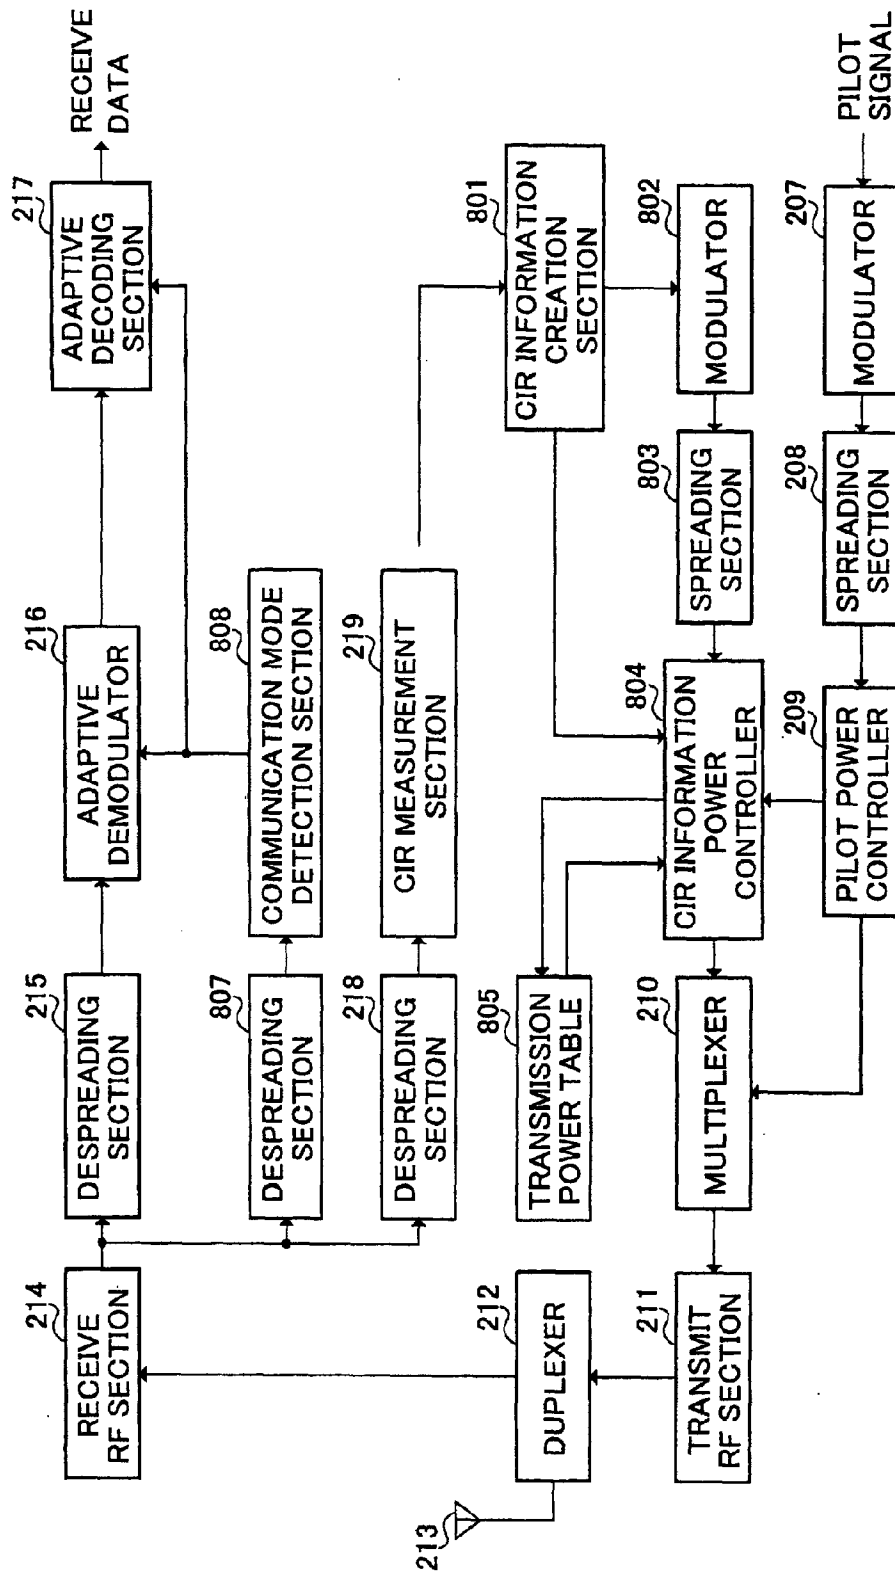 214
RECEIVE
RF SECTION
215
DESPREADING
SECTION
216
ADAPTIVE
DEMODULATOR
217
ADAPTIVE
DECODING
SECTION
RECEIVE
DATA
807
DESPREADING
SECTION
808
COMMUNICATION MODE
DETECTION SECTION
218
DESPREADING
SECTION
219
CIR MEASUREMENT
SECTION
213
212
DUPLEXER
805
TRANSMISSION
POWER TABLE
801
CIR INFORMATION
CREATION
SECTION
211
TRANSMIT
RF SECTION
210
MULTIPLEXER
804
CIR INFORMATION
POWER
CONTROLLER
803
SPREADING
SECTION
802
MODULATOR
209
PILOT POWER
CONTROLLER
208
SPREADING
SECTION
207
MODULATOR
PILOT
SIGNAL